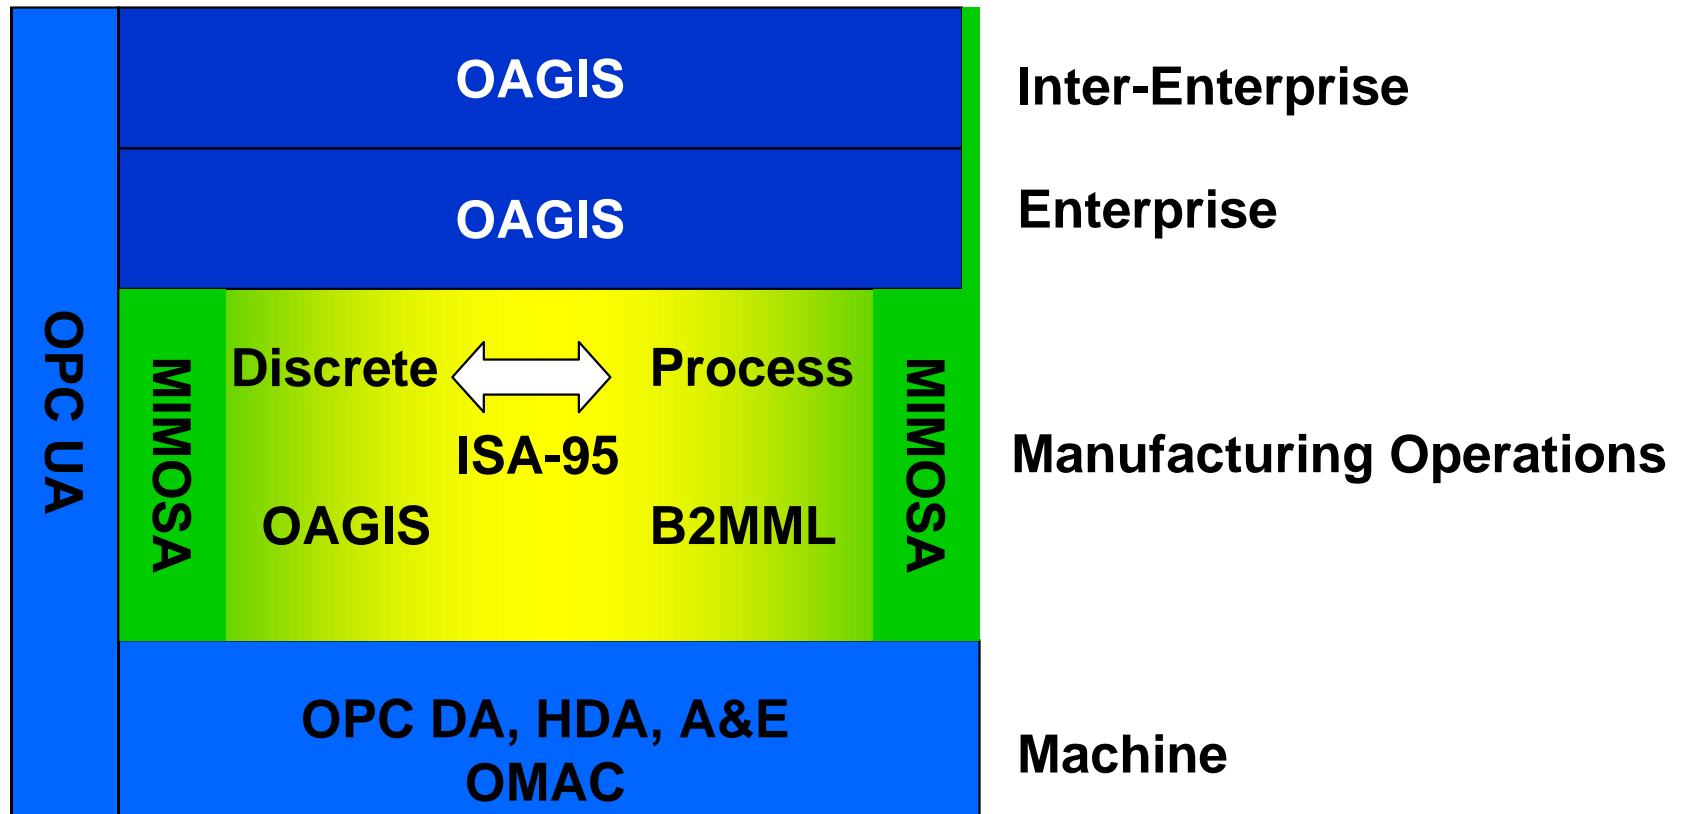 OAGIS
Inter-Enterprise
OAGIS
Enterprise
OPC UA
MIMOSA
Discrete
Process
MIMOSA
ISA-95
Manufacturing Operations
OAGIS
B2MML
OPC DA, HDA, A&E
OMAC
Machine